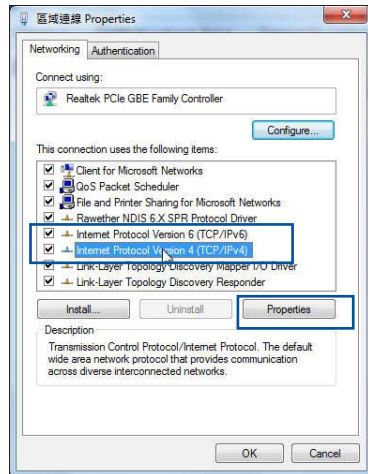 區域連線 Properties
Networking Authentication
Connect using:
Realtek PCIe GBE Family Controller
Configure...
This connection uses the following items:
Client for Microsoft Networks
QoS Packet Scheduler
File and Printer Sharing for Microsoft Networks
Rawether NDIS 6.X SPR Protocol Driver
Internet Protocol Version 6 (TCP/IPv6)
Internet Protocol Version 4 (TCP/IPv4)
Link-Layer Topology Discovery Mapper I/O Driver
Link-Layer Topology Discovery Responder
Install... Uninstall Properties
Description
Transmission Control Protocol/Internet Protocol. The default
wide area network protocol that provides communication
across diverse interconnected networks.
OK Cancel